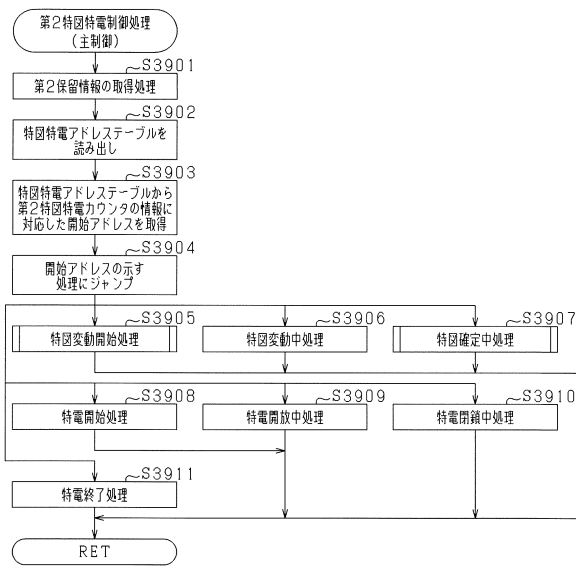 第2特図特電制御処理
(主制御)
S3901
第2保留情報の取得処理
S3902
特図特電アドレステーブルを
読み出し
S3903
特図特電アドレステーブルから
第2特図特電カウンタの情報に
対応した開始アドレスを取得
S3904
開始アドレスの示す
処理にジャンプ
S3905
特図変動開始処理
S3906
特図変動中処理
S3907
特図確定中処理
S3908
特電開始処理
S3909
特電開放中処理
S3910
特電閉鎖中処理
S3911
特電終了処理
RET